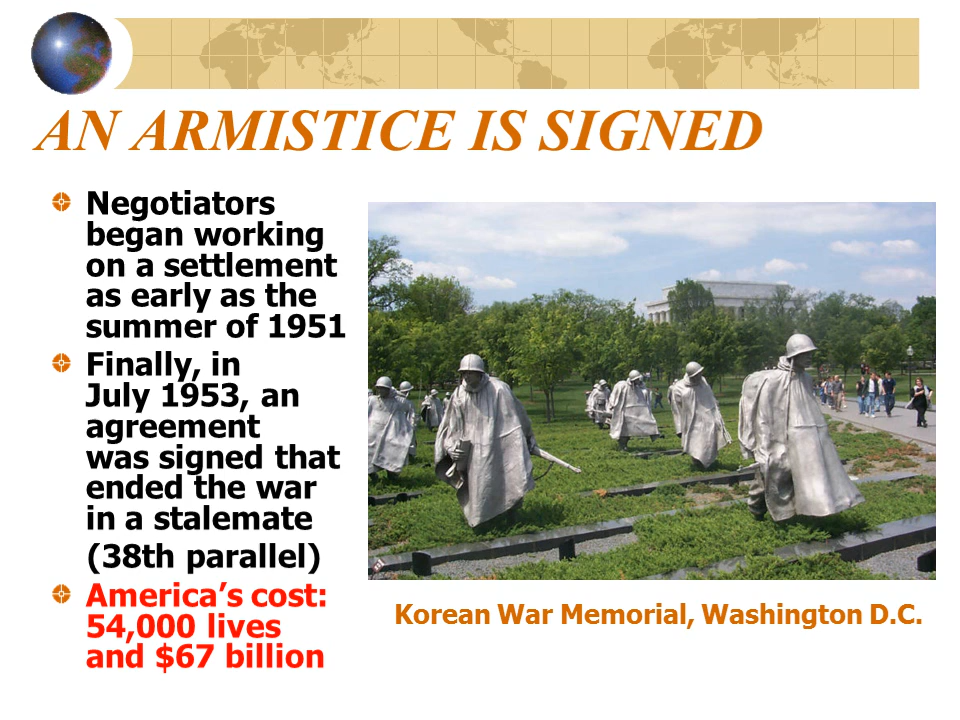 AN ARMISTICE IS SIGNED
Negotiators
began working
on a settlement
as early as the
summer of 1951
Finally, in
July 1953, an
agreement
was signed that
ended the war
in a stalemate
(38th parallel)
America’s cost:
54,000 lives
and $67 billion
Korean War Memorial, Washington D.C.